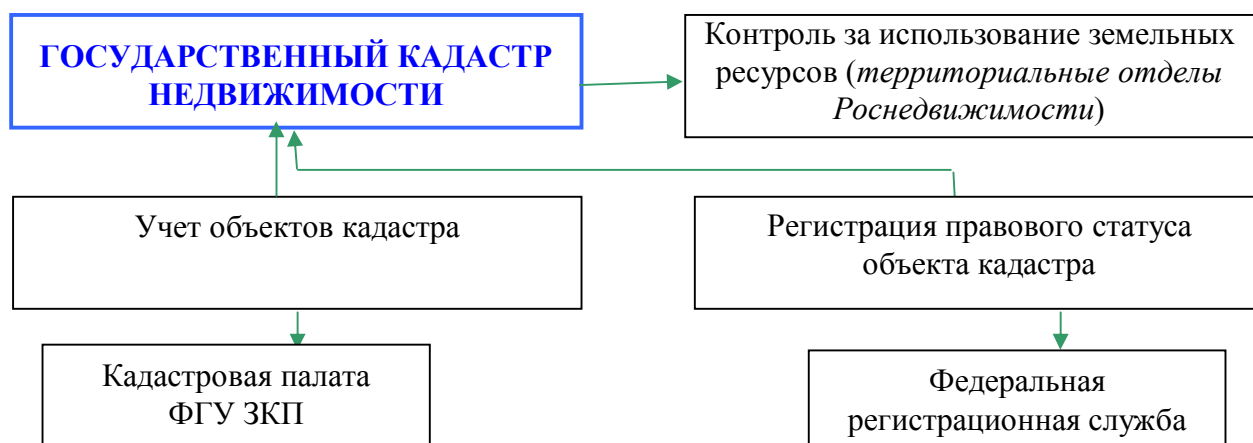 ГОСУДАРСТВЕННЫЙ КАДАСТР
НЕДВИЖИМОСТИ
Контроль за использование земельных
ресурсов (территориальные отделы
Роснедвижимости)
Учет объектов кадастра
Регистрация правового статуса
объекта кадастра
Кадастровая палата
ФГУ ЗКП
Федеральная
регистрационная служба